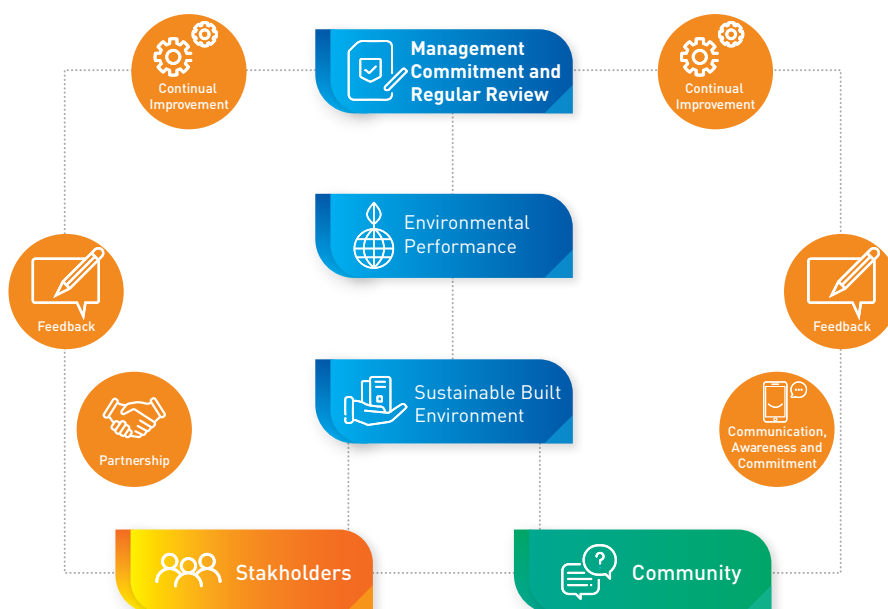 Continual
Improvement
Management
Commitment and
Regular Review
Continual
Improvement
Environmental
Performance
Feedback
Feedback
Sustainable Built
Environment
Partnership
Communication,
Awareness and
Commitment
Stakholders
?
Community